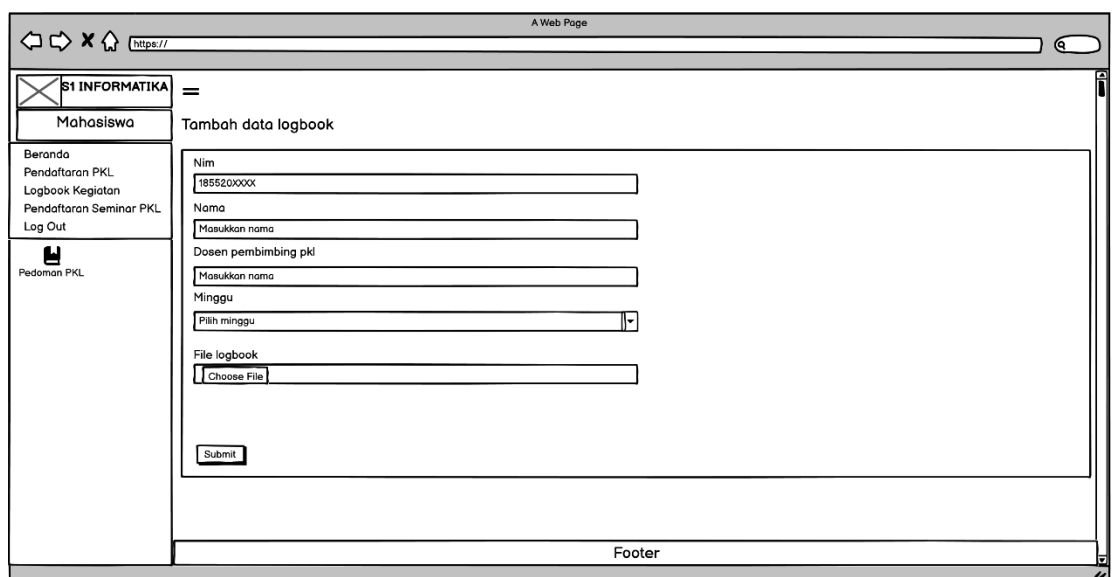 A Web Page
https://
S1 INFORMATIKA
Mahasiswa
Beranda
Pendaftaran PKL
Logbook Kegiatan
Pendaftaran Seminar PKL
Log Out
Pedoman PKL
Tambah data logbook
Nim
185520XXXX
Nama
Masukkan nama
Dosen pembimbing pkl
Masukkan nama
Minggu
Pilih minggu
File logbook
Choose File
Submit
Footer